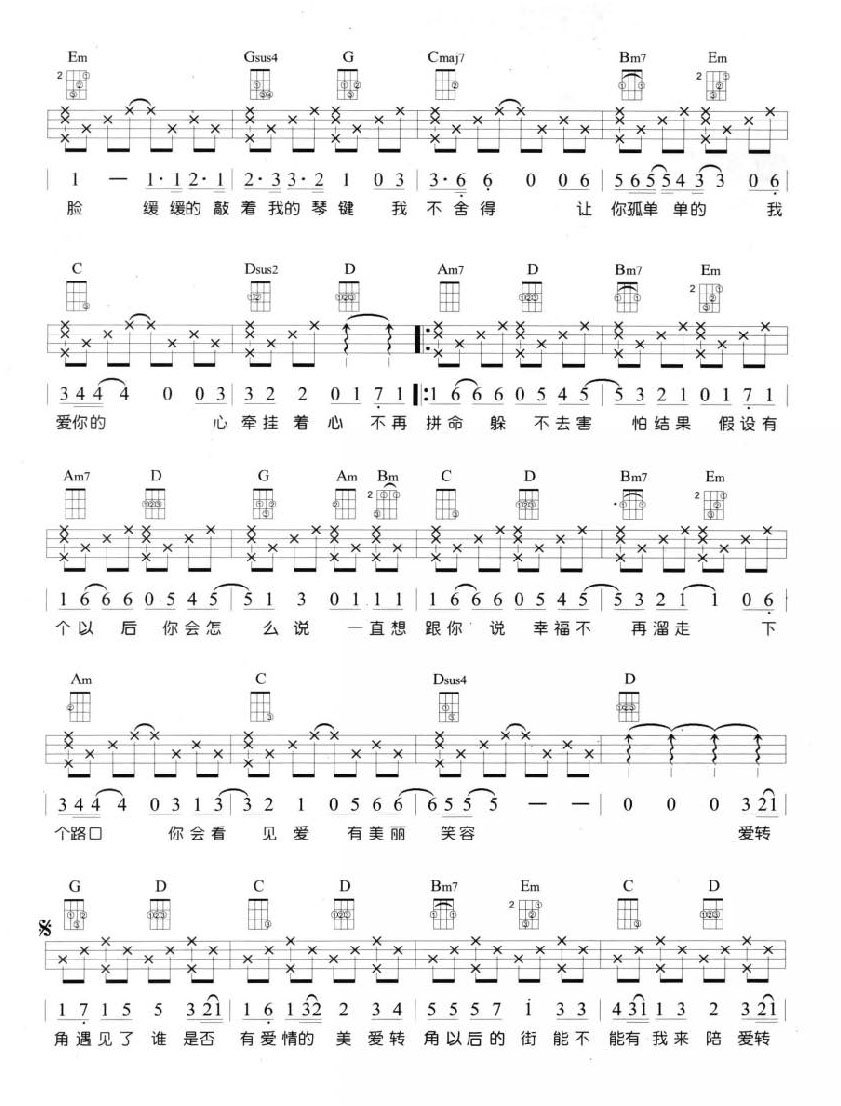 Em Gsus4 G Cmaj7 Bm7 Em
2 2
| 1 — 1·1 2·1 | 2·3 3·2 1 0 3 | 3·6 6 0 0 6 | 5 6 5 5 4 3 3 0 6 |
脸 缓缓的敲着我的琴键 我不舍得 让你孤单单的 我
C Dsus2 D Am7 D Bm7 Em
2
3 4 4 4 0 0 3 | 3 2 2 0 1 7 1 |: 1 6 6 6 0 5 4 5 | 5 3 2 1 0 1 7 1 |
爱你的 心牵挂着心 不再拼命躲 不去害怕结果 假设有
Am7 D G Am Bm C D Bm7 Em
2 2
1 6 6 6 0 5 4 5 | 5 1 3 0 1 1 1 | 1 6 6 6 0 5 4 5 | 5 3 2 1 1 0 6 |
个以后 你会怎么说 一直想跟你 说 幸福不再溜走 下
Am C Dsus4 D
3 4 4 4 0 3 1 3 | 3 2 1 0 5 6 6 | 6 5 5 5 — — | 0 0 0 3 2 1 |
个路口 你会看见爱 有美丽笑容 爱转
G D C D Bm7 Em C D
2
| 1 7 1 5 5 3 2 1 | 1 6 1 3 2 2 3 4 | 5 5 5 7 1 3 3 | 4 3 1 1 3 2 3 2 1 |
角遇见了谁 是否有爱情的美 爱转角以后的街 能不能有我来陪 爱转